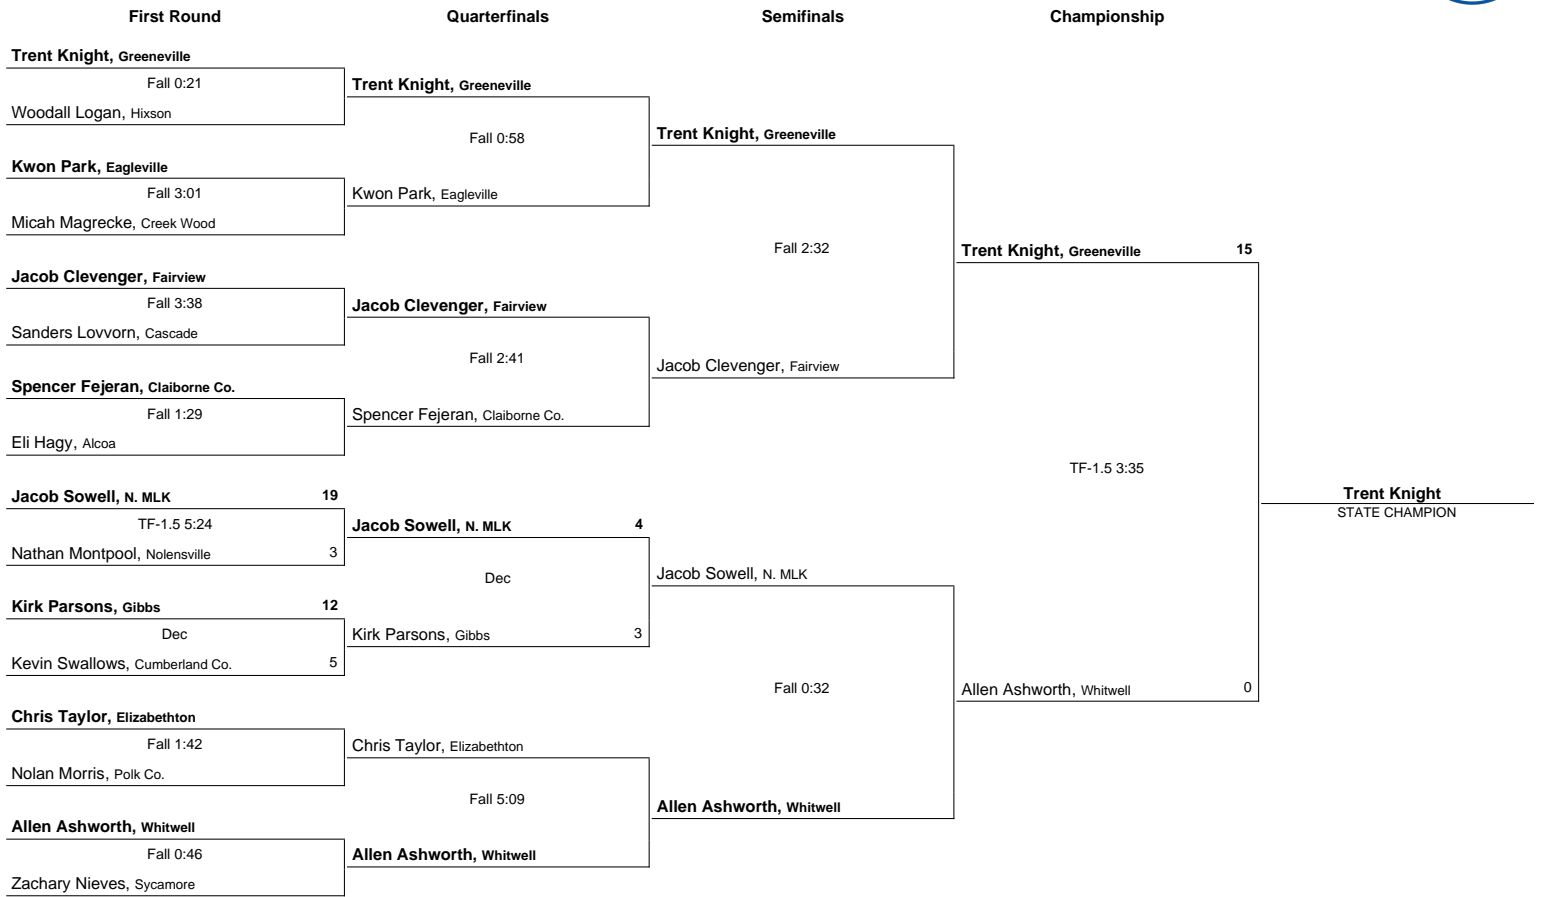 First Round Quarterfinals Semifinals Championship
Trent Knight, Greeneville
Fall 0:21
Woodall Logan, Hixson
Kwon Park, Eagleville
Fall 3:01
Micah Magrecke, Creek Wood
Jacob Clevenger, Fairview
Fall 3:38
Sanders Lovvorn, Cascade
Spencer Fejeran, Claiborne Co.
Fall 1:29
Eli Hagy, Alcoa
Jacob Sowell, N. MLK 19
TF-1.5 5:24
Nathan Montpool, Nolensville 3
Kirk Parsons, Gibbs 12
Dec
Kevin Swallows, Cumberland Co. 5
Chris Taylor, Elizabethton
Fall 1:42
Nolan Morris, Polk Co.
Allen Ashworth, Whitwell
Fall 0:46
Zachary Nieves, Sycamore
Trent Knight, Greeneville
Fall 0:58
Kwon Park, Eagleville
Jacob Clevenger, Fairview
Fall 2:41
Spencer Fejeran, Claiborne Co.
Jacob Sowell, N. MLK 4
Dec
Kirk Parsons, Gibbs 3
Chris Taylor, Elizabethton
Fall 5:09
Allen Ashworth, Whitwell
Trent Knight, Greeneville
Fall 2:32
Jacob Clevenger, Fairview
Jacob Sowell, N. MLK
Fall 0:32
Allen Ashworth, Whitwell
Trent Knight, Greeneville 15
TF-1.5 3:35
Allen Ashworth, Whitwell 0
Trent Knight
STATE CHAMPION